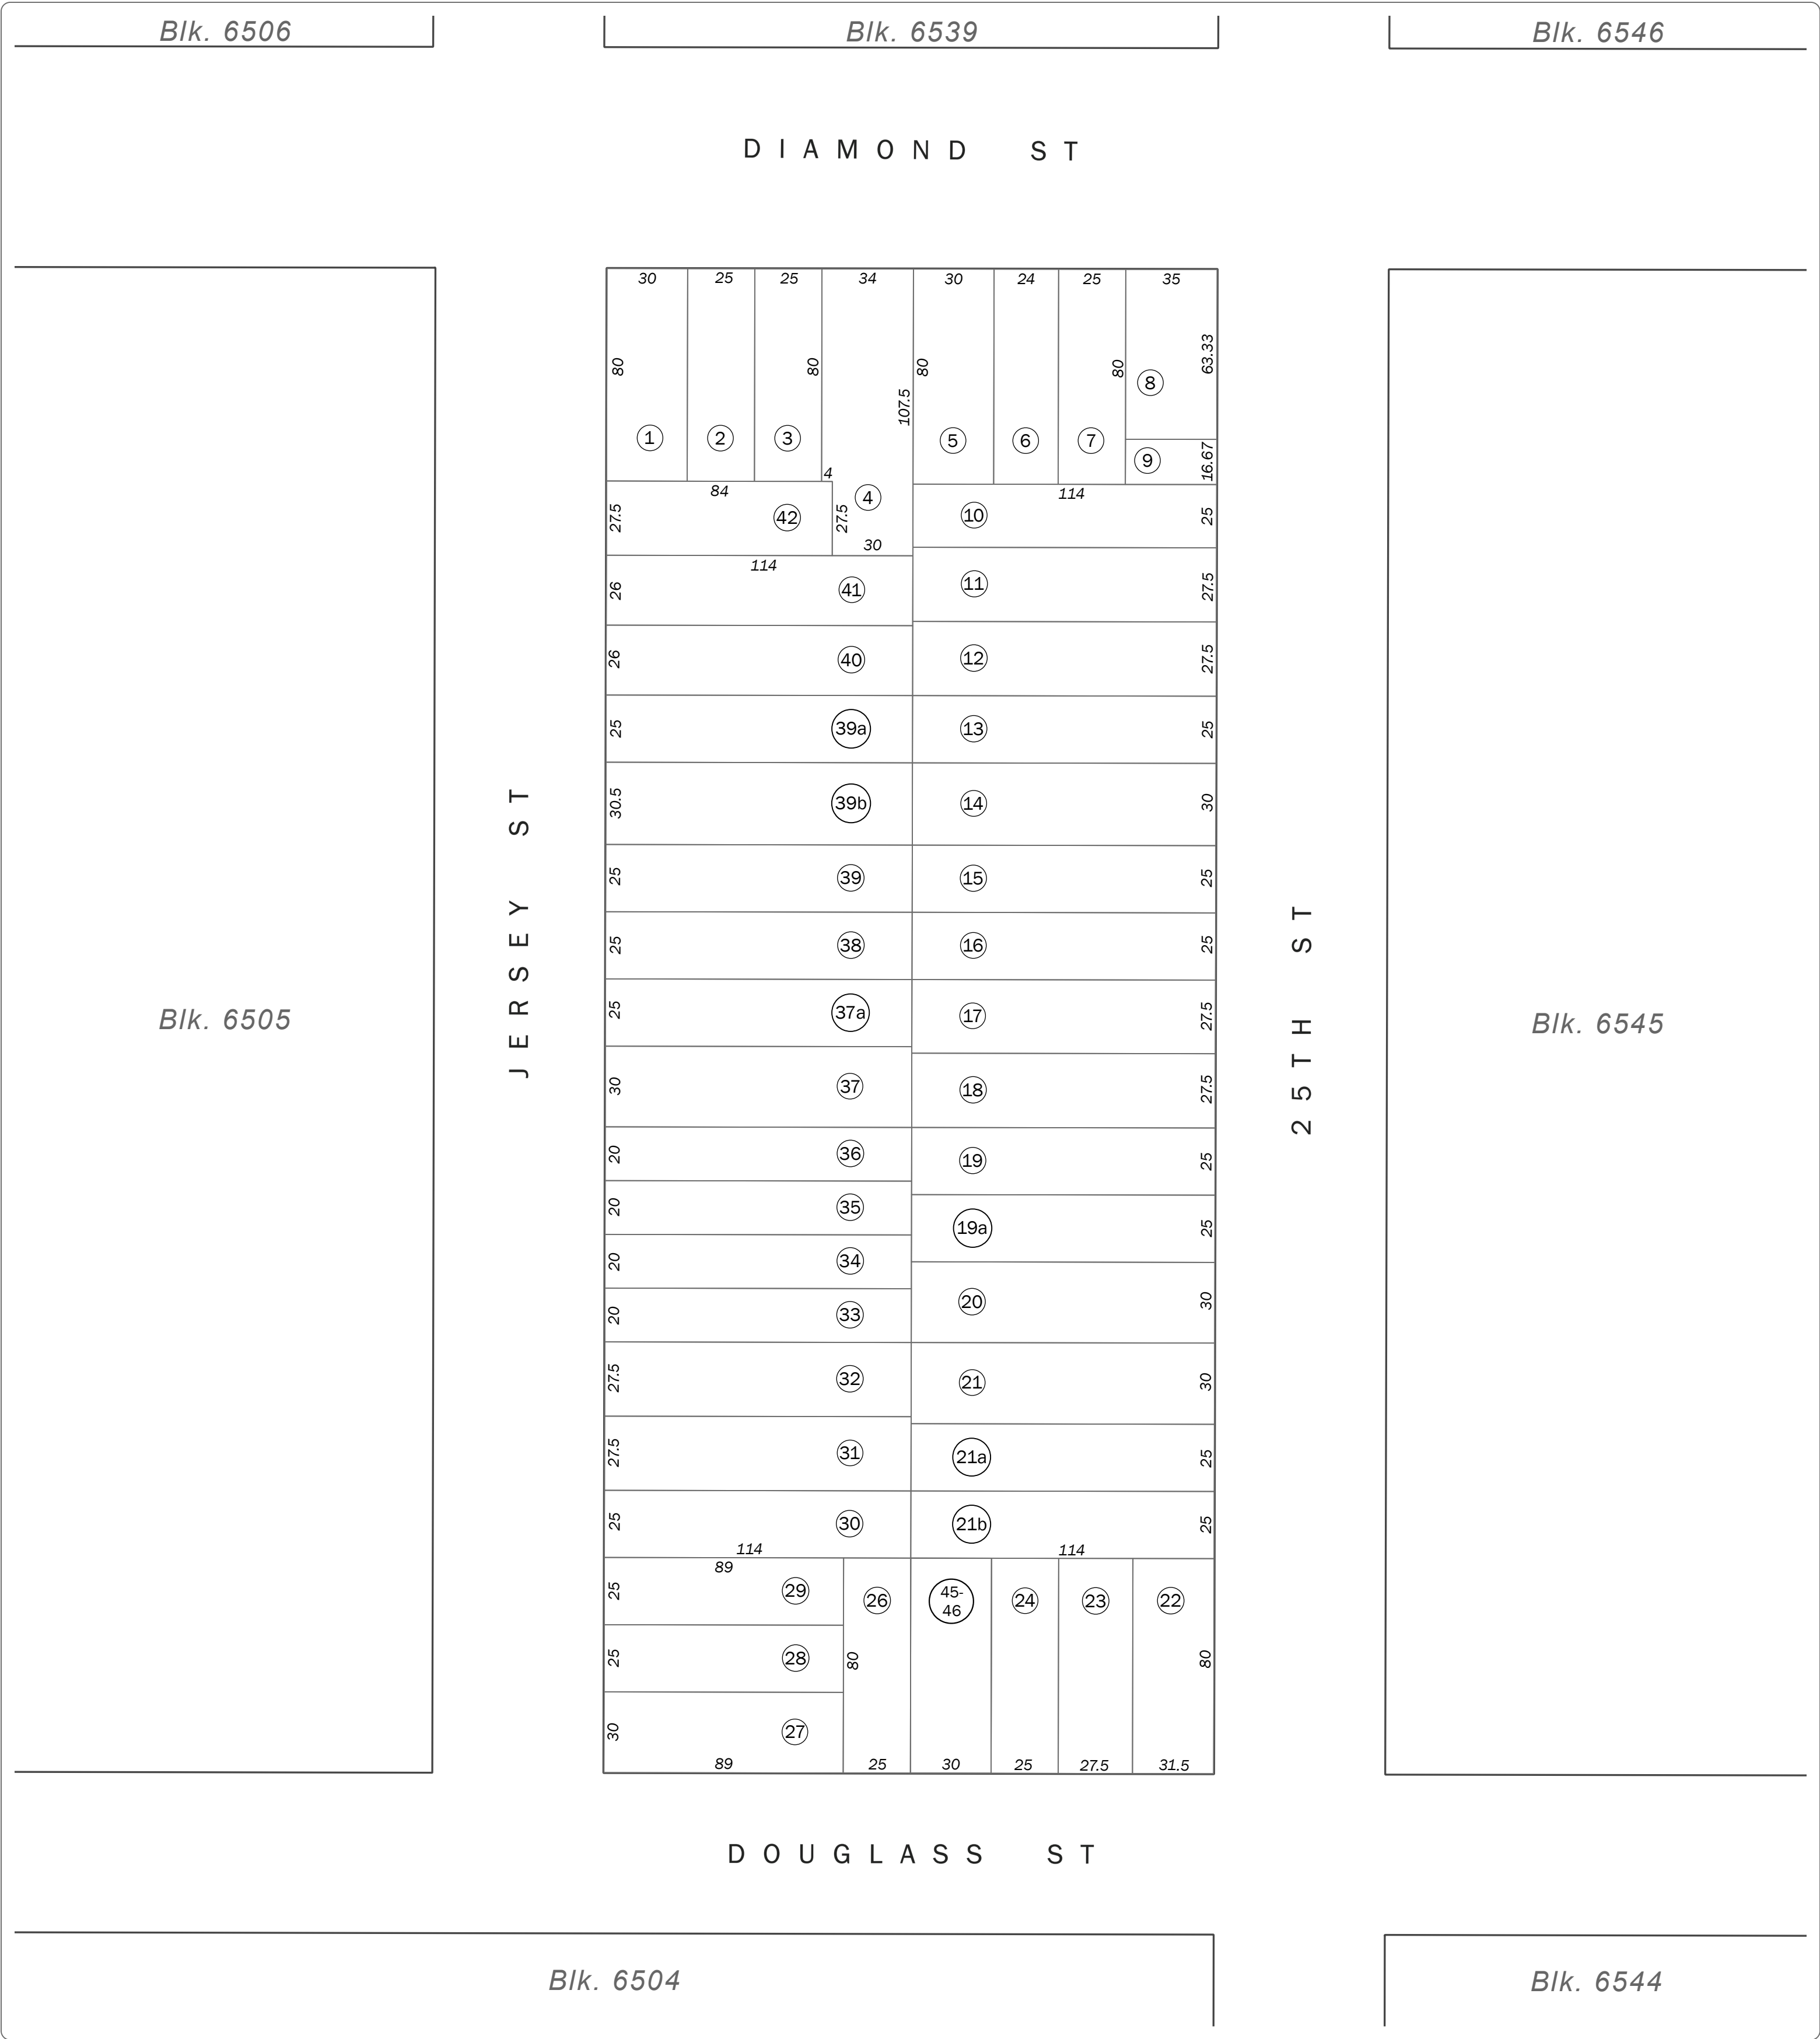 Blk. 6506
Blk. 6539
Blk. 6546
DIAMOND ST
30 25 25 34 30 24 25 35
80 80 107.5 80 80 63.33
8
1 2 3 5 6 7
9 16.67
4
84
4
114
27.5 42 27.5 10 25
30
114
26 41 11 27.5
26 40 12 27.5
25 39a 13 25
30.5 39b 14 30
JERSEY ST
25TH ST
25 39 15 25
25 38 16 25
Blk. 6505
Blk. 6545
25 37a 17 27.5
30 37 18 27.5
20 36 19 25
20 35 19a 25
20 34 20 30
20 33
27.5 32 21 30
27.5 31 21a 25
25 30 21b 25
114 114
89
25 29 26 45-
46 24 23 22
25 28 80 80
30 27
89 25 30 25 27.5 31.5
DOUGLASS ST
Blk. 6504
Blk. 6544